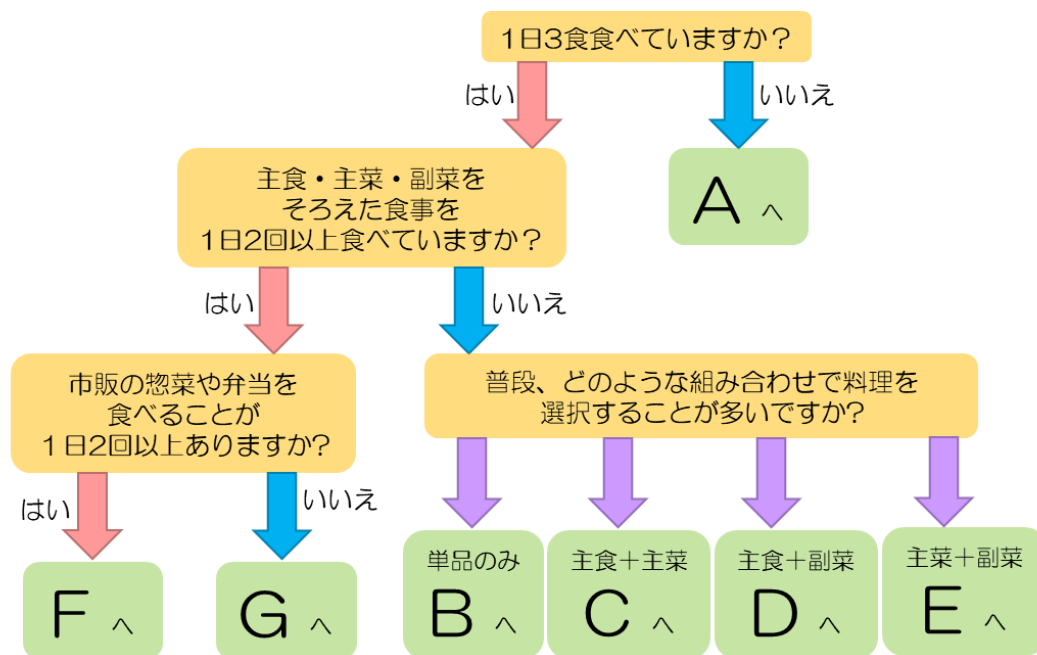 1日3食食べていますか？
はい
いいえ
主食・主菜・副菜を
そろえた食事を
1日2回以上食べていますか？
A へ
はい
いいえ
市販の惣菜や弁当を
食べることが
1日2回以上ありますか?
普段、どのような組み合わせで料理を
選択することが多いですか?
はい
いいえ
F へ
G へ
単品のみ
B へ
主食＋主菜
C へ
主食＋副菜
D へ
主菜＋副菜
E へ